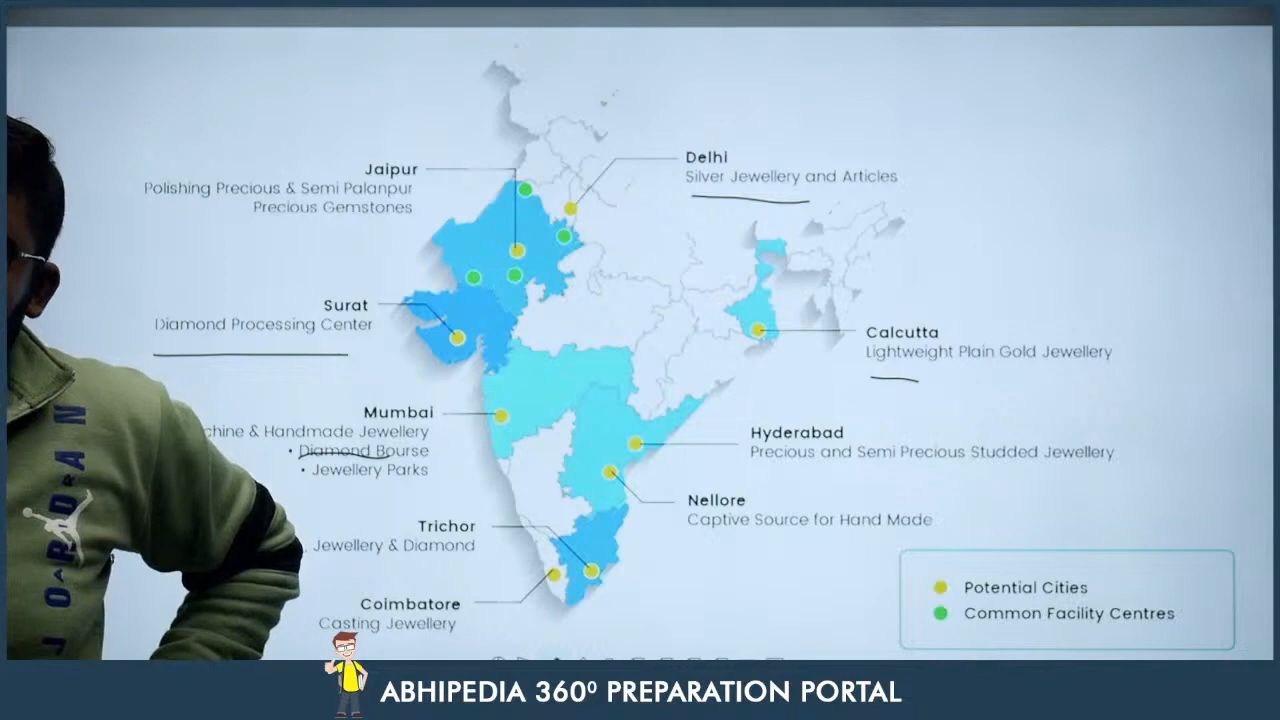 Jaipur
Polishing Precious & Semi Palanpur
Precious Gemstones
Delhi
Silver Jewellery and Articles
Surat
Diamond Processing Center
Calcutta
Lightweight Plain Gold Jewellery
Mumbai
& Handmade Jewellery
• Diamond Bourse
• Jewellery Parks
Hyderabad
Precious and Semi Precious Studded Jewellery
Nellore
Captive Source for Hand Made
Trichor
Jewellery & Diamond
Coimbatore
Casting Jewellery
Potential Cities
Common Facility Centres
JORDAN
ABHIPEDIA 360⁰ PREPARATION PORTAL